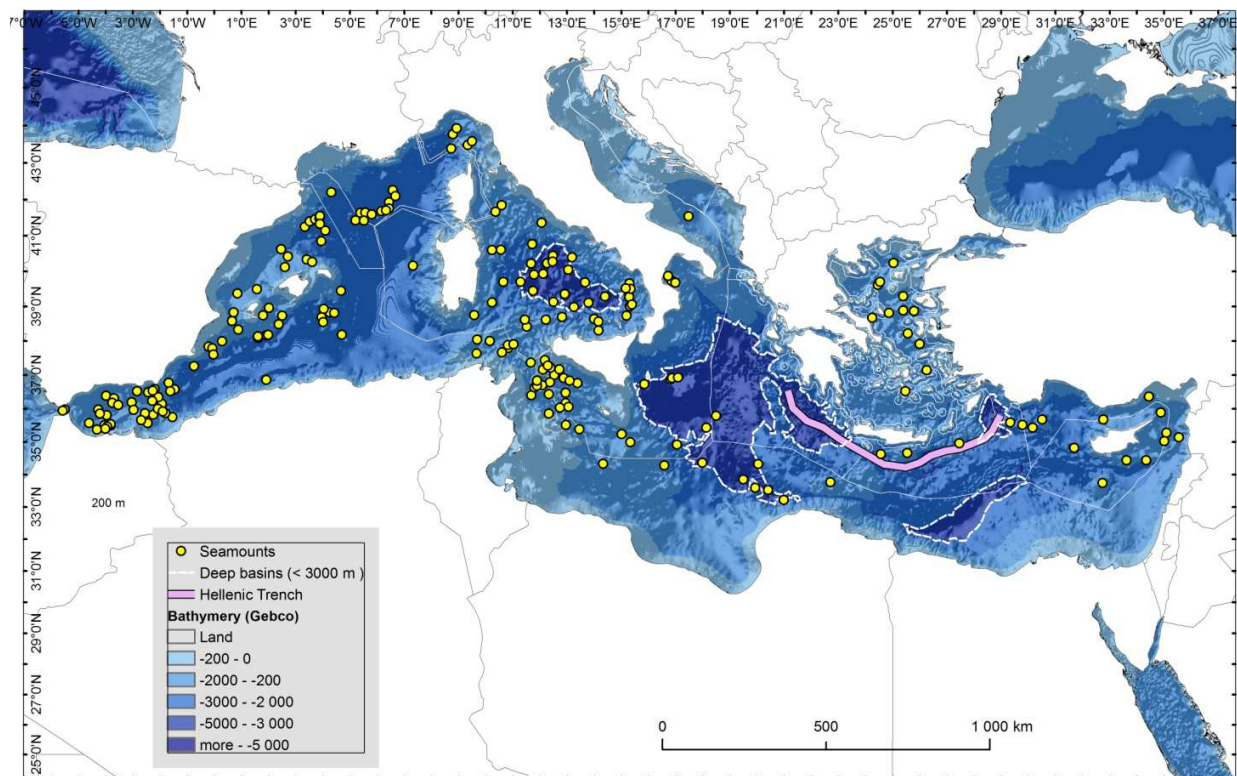 7°0'W 5°0'W 3°0'W 1°0'W 1°0'E 3°0'E 5°0'E 7°0'E 9°0'E 11°0'E 13°0'E 15°0'E 17°0'E 19°0'E 21°0'E 23°0'E 25°0'E 27°0'E 29°0'E 31°0'E 33°0'E 35°0'E 37°0'E
45°0'N
43°0'N
41°0'N
39°0'N
37°0'N
35°0'N
33°0'N
31°0'N
29°0'N
27°0'N
25°0'N
200 m
Seamounts
Deep basins (< 3000 m )
Hellenic Trench
Bathymery (Gebco)
Land
-200 - 0
-2000 - -200
-3000 - -2 000
-5000 - -3 000
more - -5 000
0 500 1 000 km